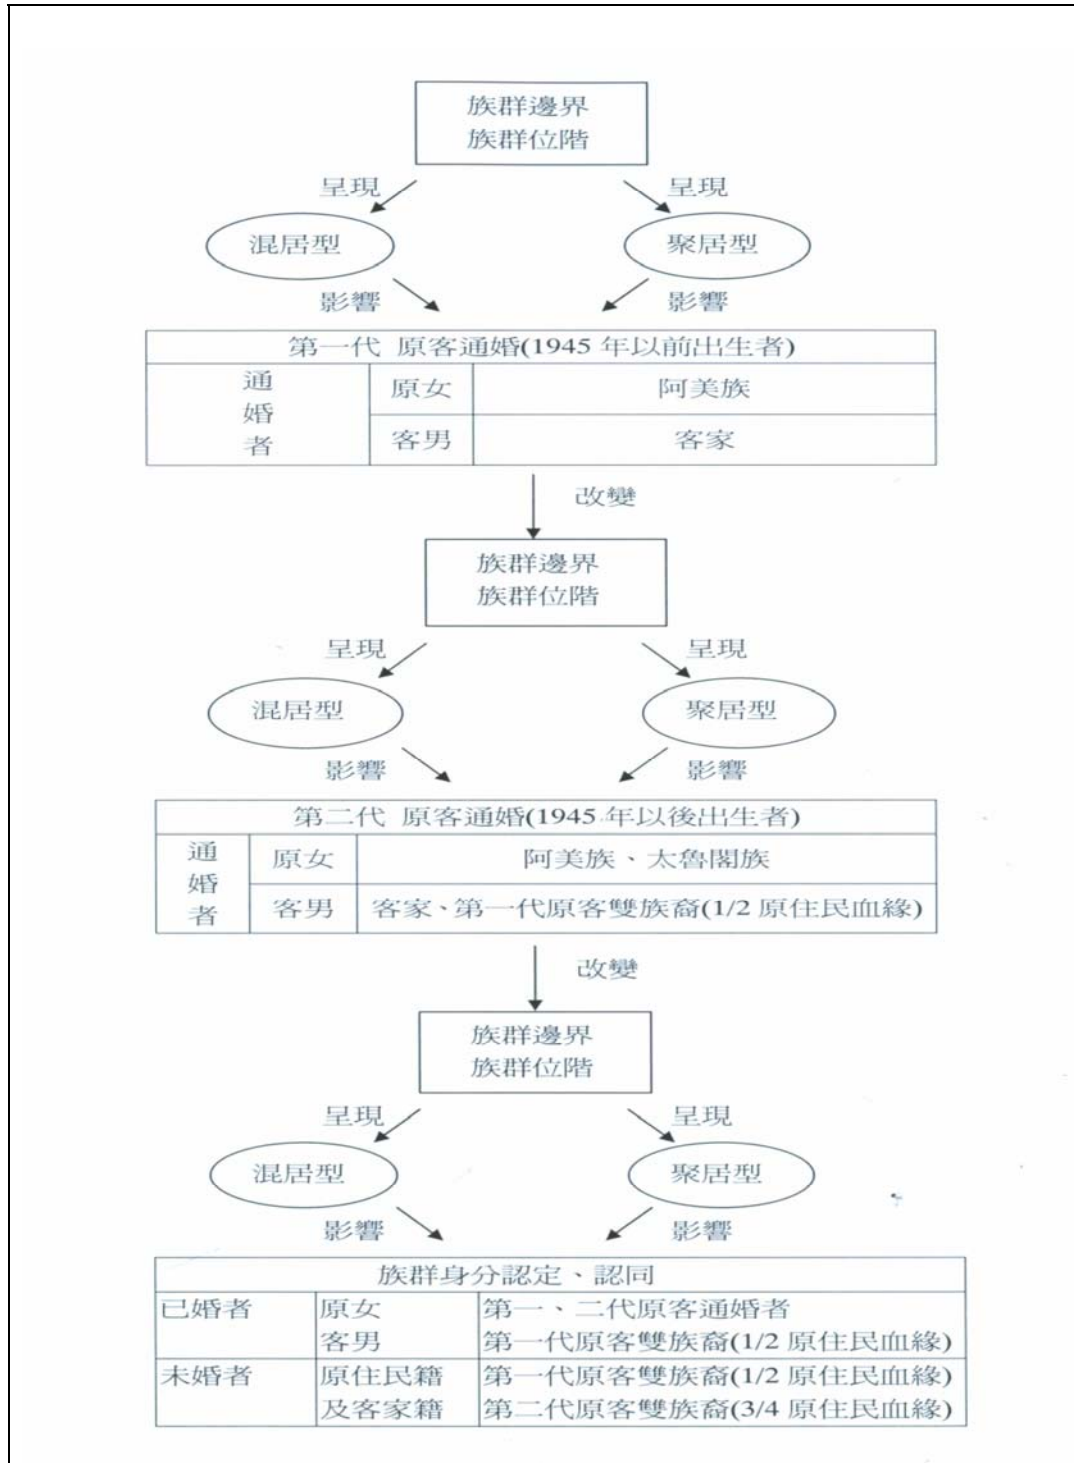 族群邊界
族群位階
呈現 呈現
混居型 聚居型
影響 影響
第一代 原客通婚(1945 年以前出生者)
通婚者 原女 阿美族
客男 客家
改變
族群邊界
族群位階
呈現 呈現
混居型 聚居型
影響 影響
第二代 原客通婚(1945 年以後出生者)
通婚者 原女 阿美族、太魯閣族
客男 客家、第一代原客雙族裔(1/2 原住民血緣)
改變
族群邊界
族群位階
呈現 呈現
混居型 聚居型
影響 影響
族群身分認定、認同
已婚者 原女 第一、二代原客通婚者
客男 第一代原客雙族裔(1/2 原住民血緣)
未婚者 原住民籍 第一代原客雙族裔(1/2 原住民血緣)
及客家籍 第二代原客雙族裔(3/4 原住民血緣)